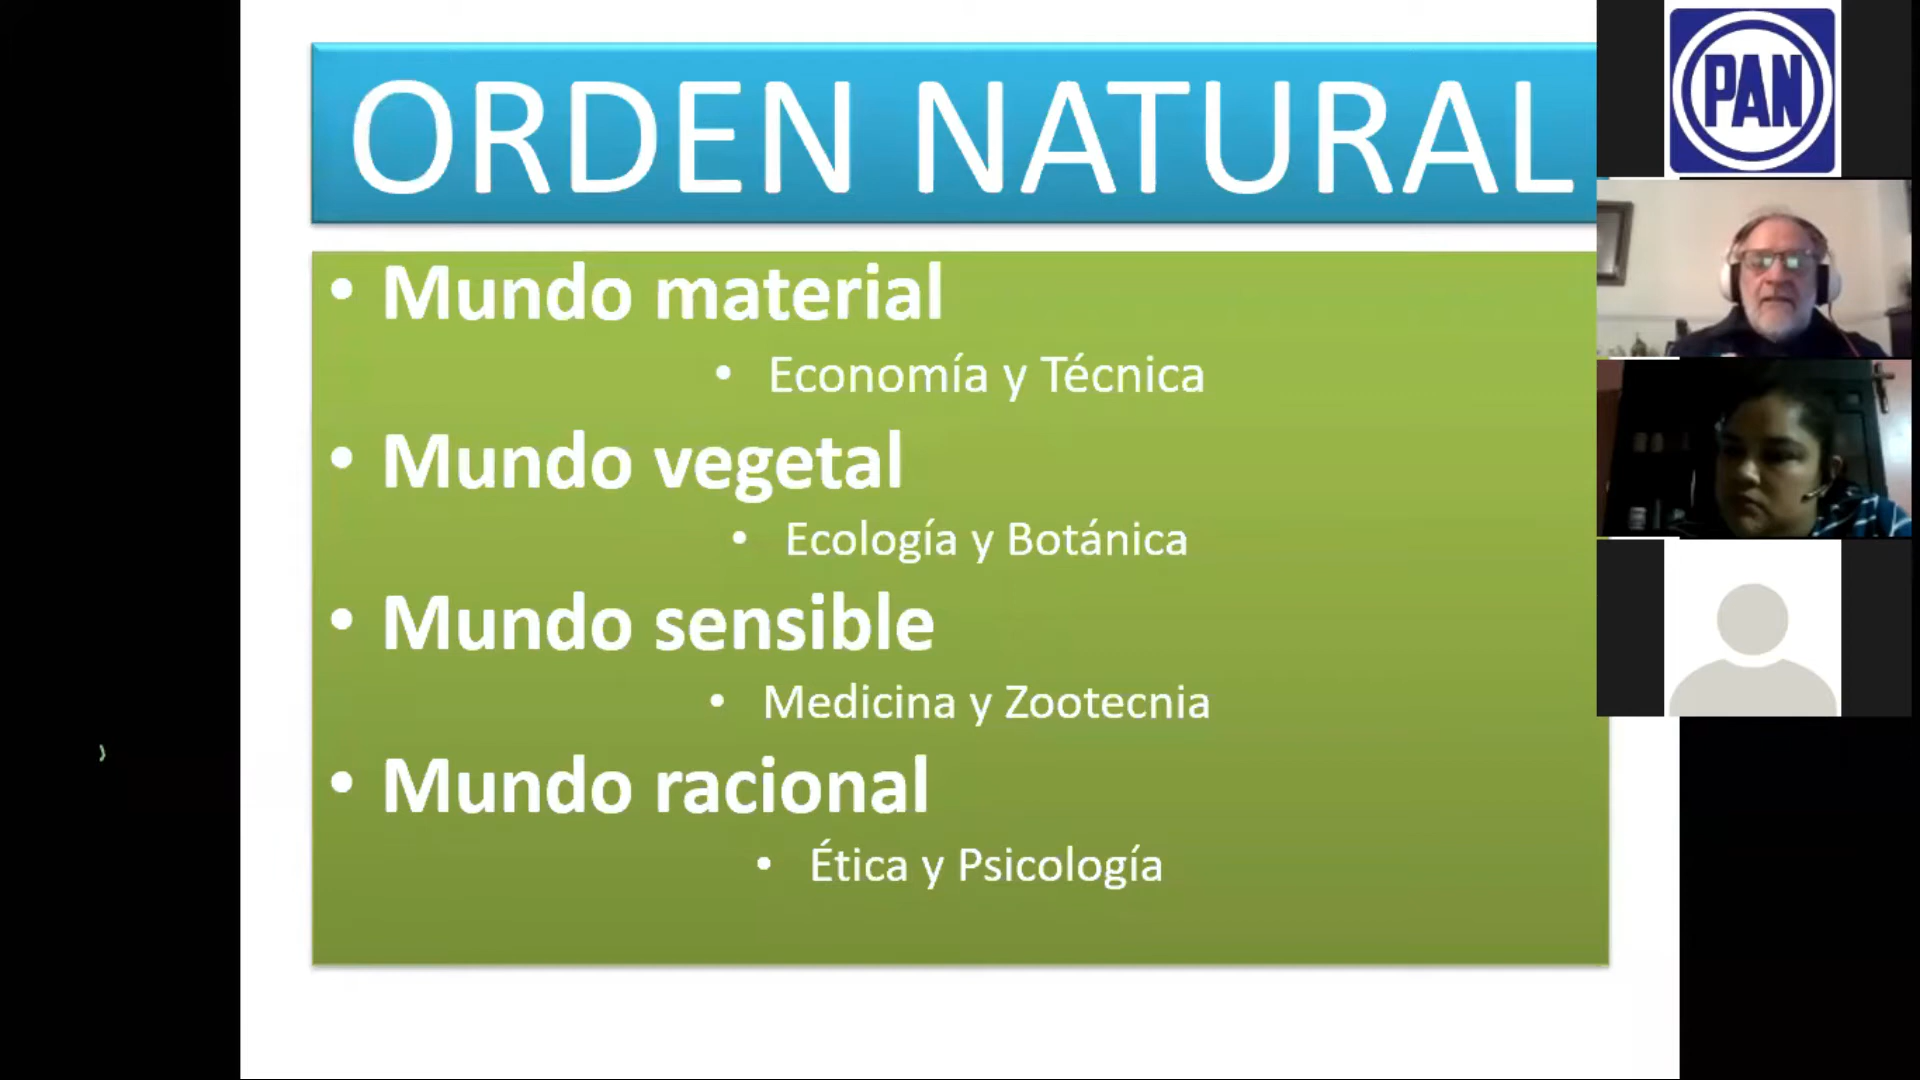 ORDEN NATURAL
• Mundo material
• Economía y Técnica
• Mundo vegetal
• Ecología y Botánica
• Mundo sensible
• Medicina y Zootecnia
• Mundo racional
• Ética y Psicología
PAN